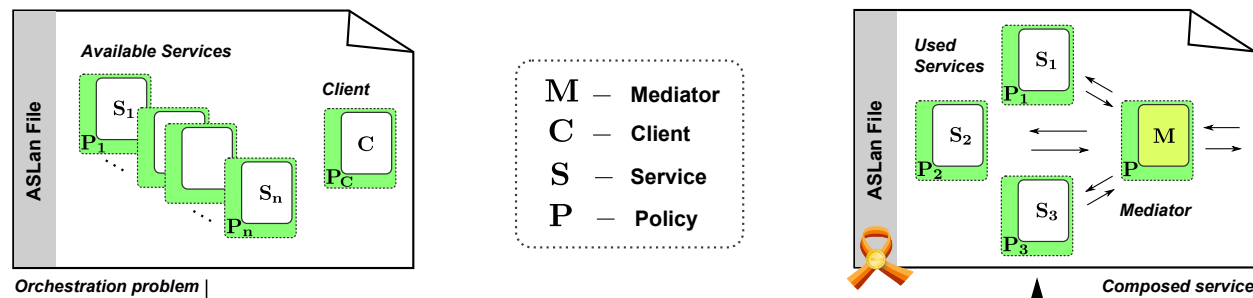 ASLan File
Available Services
Client
S1
P1
C
PC
Sn
Pn
Orchestration problem
M – Mediator
C – Client
S – Service
P – Policy
ASLan File
Used
Services
S1
P1
S2
P2
M
P
S3
P3
Mediator
Composed service